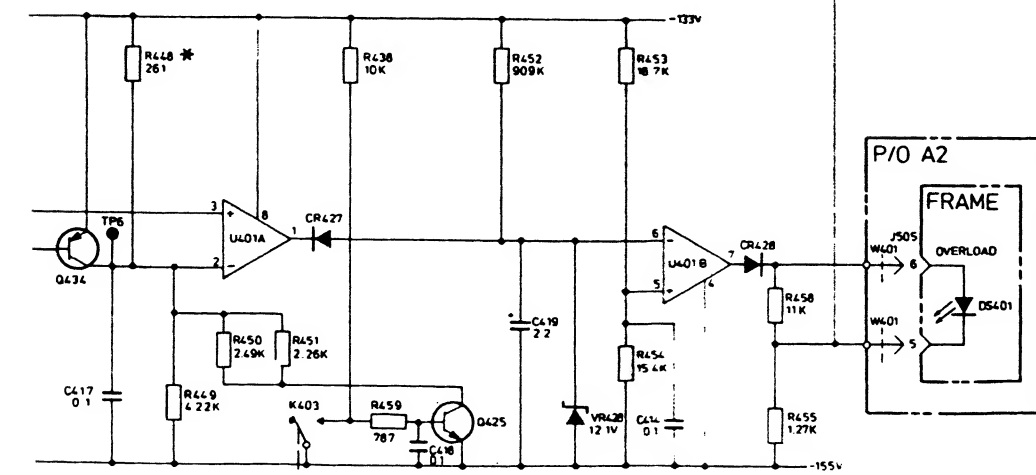 -133V
R448 *
261
R438
10K
R452
909K
R453
18 7K
P/O A2
FRAME
3
+
8
TP6
U401A
1
CR427
2
-
Q434
6
-
U401B
7
CR428
5
+
4
W401
J505
6
OVERLOAD
R458
11K
DS401
W401
5
R450
2.49K
R451
2.26K
+
C419
2 2
R454
15.4K
C417
0 1
R449
4.22K
K403
R459
787
Q425
C418
0.1
VR428
12 1V
C414
0.1
R455
1.27K
-155V